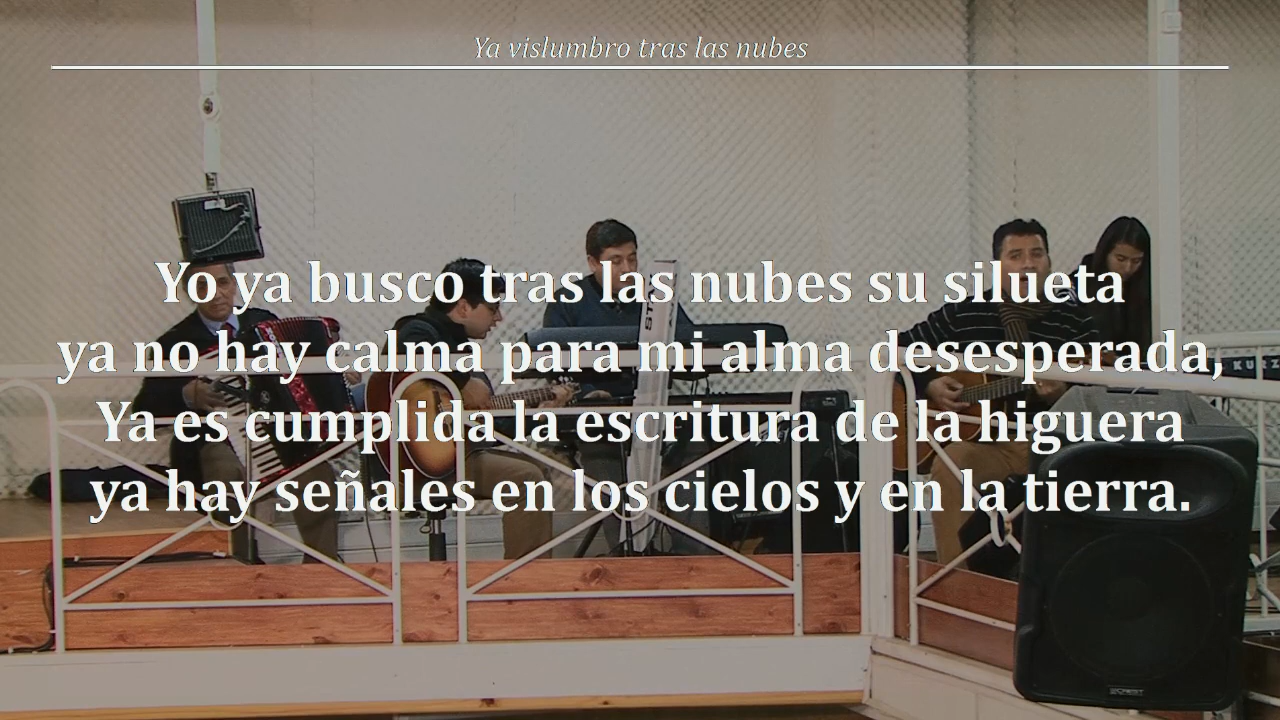 Ya vislumbro tras las nubes
Yo ya busco tras las nubes su silueta
ya no hay calma para mi alma desesperada,
Ya es cumplida la escritura de la higuera
ya hay señales en los cielos y en la tierra.